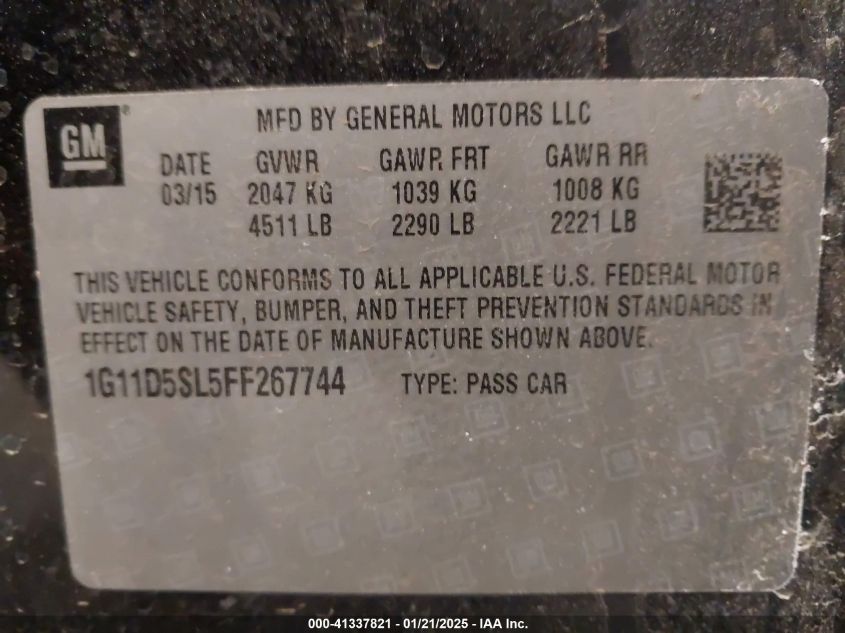 GM®
MFD BY GENERAL MOTORS LLC
DATE GVWR GAWR FRT GAWR RR
03/15 2047 KG 1039 KG 1008 KG
4511 LB 2290 LB 2221 LB
THIS VEHICLE CONFORMS TO ALL APPLICABLE U.S. FEDERAL MOTOR
VEHICLE SAFETY, BUMPER, AND THEFT PREVENTION STANDARDS IN
EFFECT ON THE DATE OF MANUFACTURE SHOWN ABOVE.
1G11D5SL5FF267744 TYPE: PASS CAR
000-41337821 - 01/21/2025 - IAA Inc.